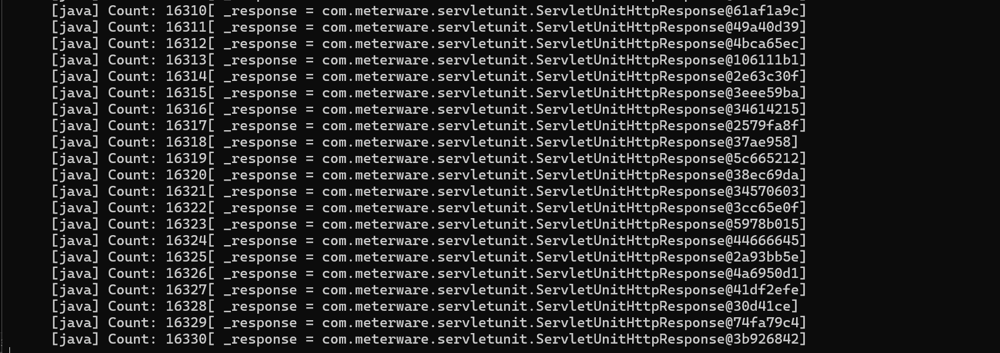 [java] Count: 16310[ _response = com.meterware.servletunit.ServletUnitHttpResponse@61af1a9c]
[java] Count: 16311[ _response = com.meterware.servletunit.ServletUnitHttpResponse@49a40d39]
[java] Count: 16312[ _response = com.meterware.servletunit.ServletUnitHttpResponse@4bca65ec]
[java] Count: 16313[ _response = com.meterware.servletunit.ServletUnitHttpResponse@106111b1]
[java] Count: 16314[ _response = com.meterware.servletunit.ServletUnitHttpResponse@2e63c30f]
[java] Count: 16315[ _response = com.meterware.servletunit.ServletUnitHttpResponse@3eee59ba]
[java] Count: 16316[ _response = com.meterware.servletunit.ServletUnitHttpResponse@34614215]
[java] Count: 16317[ _response = com.meterware.servletunit.ServletUnitHttpResponse@2579fa8f]
[java] Count: 16318[ _response = com.meterware.servletunit.ServletUnitHttpResponse@37ae958]
[java] Count: 16319[ _response = com.meterware.servletunit.ServletUnitHttpResponse@5c665212]
[java] Count: 16320[ _response = com.meterware.servletunit.ServletUnitHttpResponse@38ec69da]
[java] Count: 16321[ _response = com.meterware.servletunit.ServletUnitHttpResponse@34570603]
[java] Count: 16322[ _response = com.meterware.servletunit.ServletUnitHttpResponse@3cc65e0f]
[java] Count: 16323[ _response = com.meterware.servletunit.ServletUnitHttpResponse@5978b015]
[java] Count: 16324[ _response = com.meterware.servletunit.ServletUnitHttpResponse@44666645]
[java] Count: 16325[ _response = com.meterware.servletunit.ServletUnitHttpResponse@2a93bb5e]
[java] Count: 16326[ _response = com.meterware.servletunit.ServletUnitHttpResponse@4a6950d1]
[java] Count: 16327[ _response = com.meterware.servletunit.ServletUnitHttpResponse@41df2efe]
[java] Count: 16328[ _response = com.meterware.servletunit.ServletUnitHttpResponse@30d41ce]
[java] Count: 16329[ _response = com.meterware.servletunit.ServletUnitHttpResponse@74fa79c4]
[java] Count: 16330[ _response = com.meterware.servletunit.ServletUnitHttpResponse@3b926842]